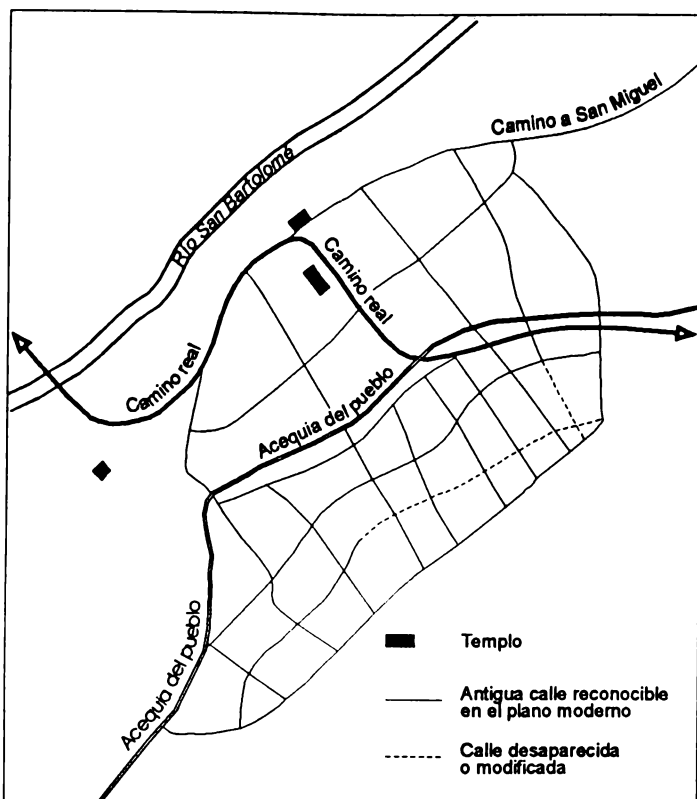 Camino a San Miguel
Río San Bartolomé
Camino real
Camino real
Acequia del pueblo
Acequia del pueblo
Templo
Antigua calle reconocible
en el plano moderno
Calle desaparecida
o modificada